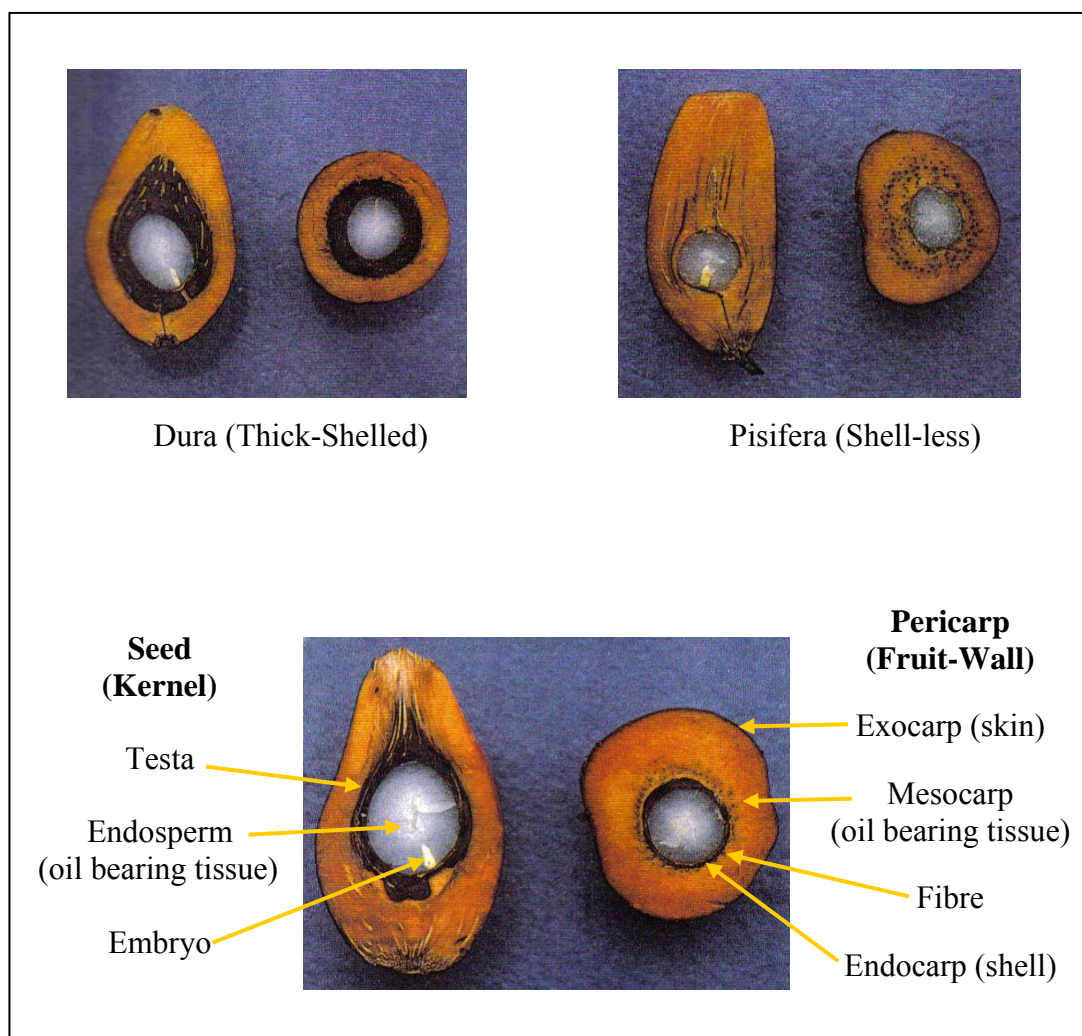 Dura (Thick-Shelled)
Pisifera (Shell-less)
Seed
(Kernel)
Testa
Endosperm
(oil bearing tissue)
Embryo
Pericarp
(Fruit-Wall)
Exocarp (skin)
Mesocarp
(oil bearing tissue)
Fibre
Endocarp (shell)